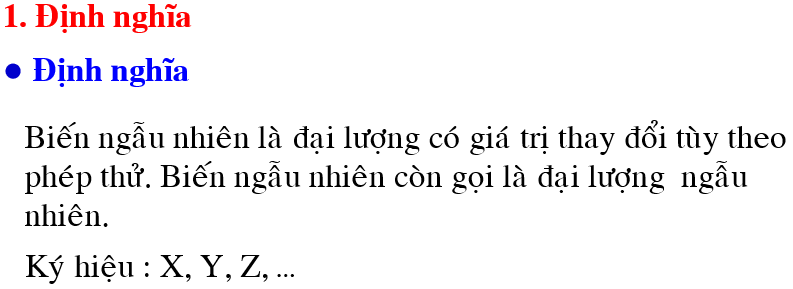 1. Định nghĩa
● Định nghĩa
Biến ngẫu nhiên là đại lượng có giá trị thay đổi tùy theo
phép thử. Biến ngẫu nhiên còn gọi là đại lượng ngẫu
nhiên.
Ký hiệu : X, Y, Z, ...